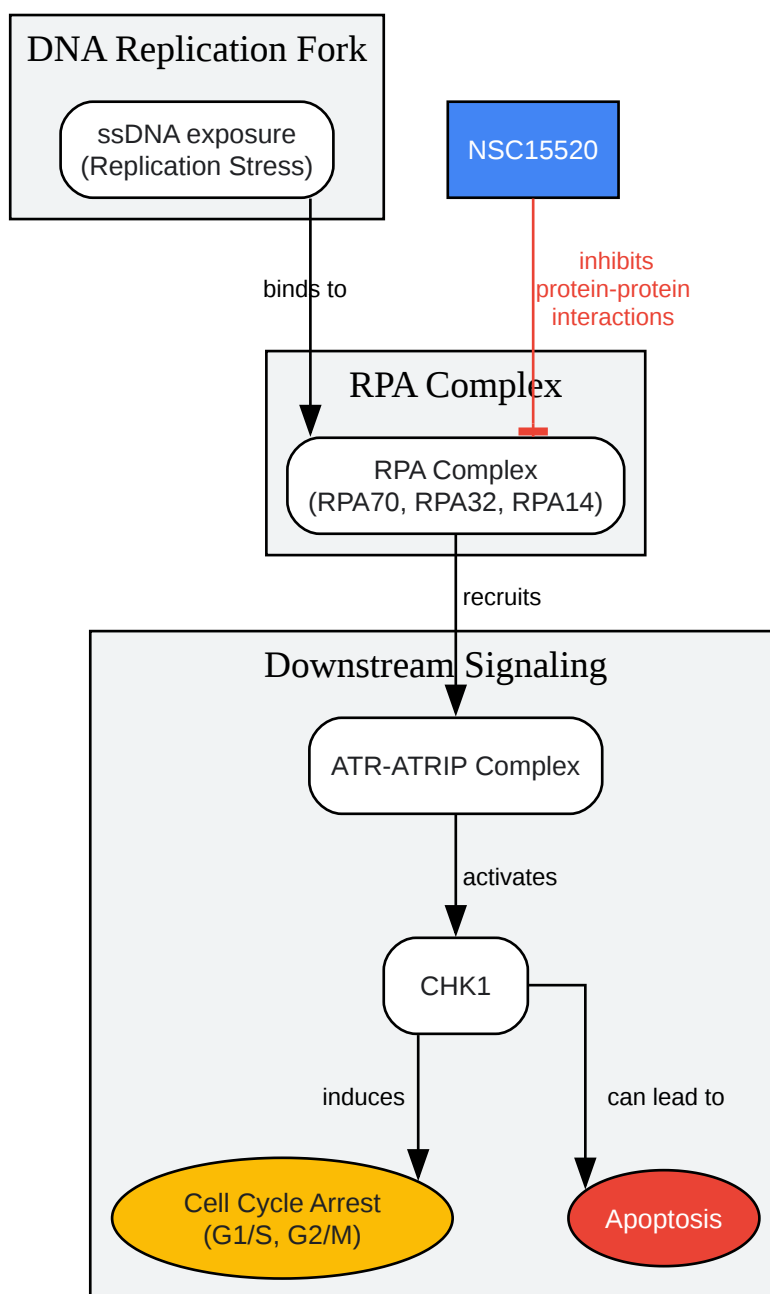 DNA Replication Fork
ssDNA exposure
(Replication Stress)
NSC15520
binds to
inhibits
protein-protein
interactions
RPA Complex
RPA Complex
(RPA70, RPA32, RPA14)
recruits
Downstream Signaling
ATR-ATRIP Complex
activates
CHK1
induces
can lead to
Cell Cycle Arrest
(G1/S, G2/M)
Apoptosis